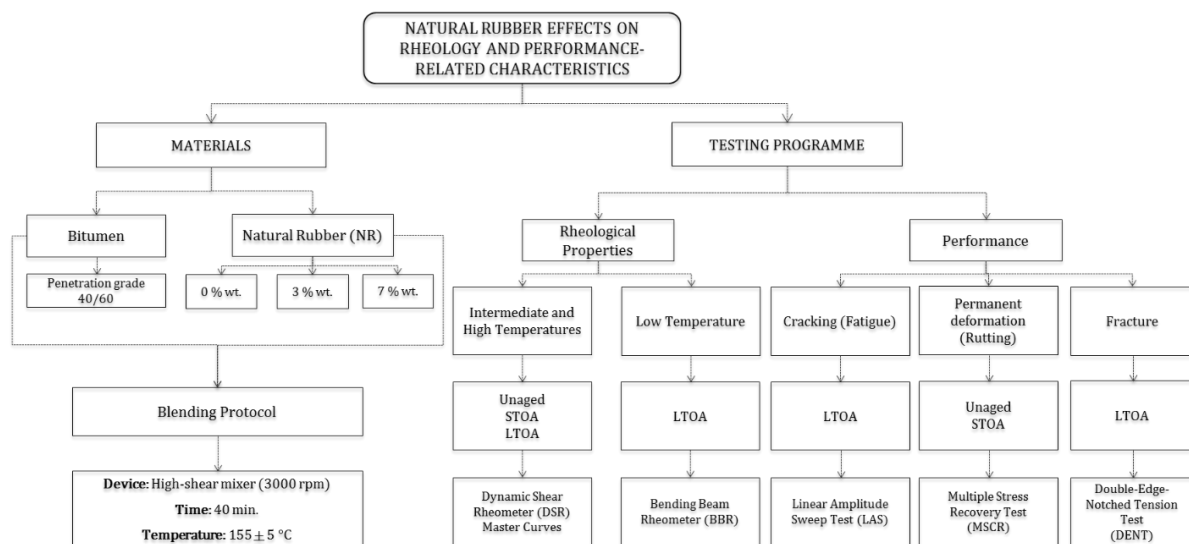 NATURAL RUBBER EFFECTS ON
RHEOLOGY AND PERFORMANCE-
RELATED CHARACTERISTICS
MATERIALS
TESTING PROGRAMME
Bitumen
Natural Rubber (NR)
Rheological
Properties
Performance
Penetration grade
40/60
0 % wt.
3 % wt.
7 % wt.
Intermediate and
High Temperatures
Low Temperature
Cracking (Fatigue)
Permanent
deformation
(Rutting)
Fracture
Blending Protocol
Unaged
STOA
LTOA
LTOA
LTOA
Unaged
STOA
LTOA
Device: High-shear mixer (3000 rpm)
Time: 40 min.
Temperature: 155 ± 5 °C
Dynamic Shear
Rheometer (DSR)
Master Curves
Bending Beam
Rheometer (BBR)
Linear Amplitude
Sweep Test (LAS)
Multiple Stress
Recovery Test
(MSCR)
Double-Edge-
Notched Tension
Test
(DENT)